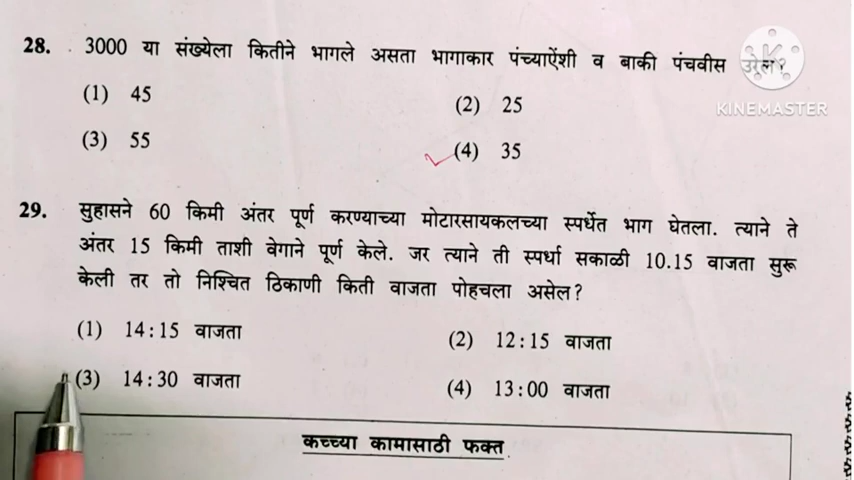 28. 3000 या संख्येला कितीने भागले असता भागाकार पंच्याऐंशी व बाकी पंचवीस उरेल?
KINEMASTER
(1) 45
(2) 25
(3) 55
(4) 35
29. सुहासने 60 किमी अंतर पूर्ण करण्याच्या मोटारसायकलच्या स्पर्धेत भाग घेतला. त्याने ते
अंतर 15 किमी ताशी वेगाने पूर्ण केले. जर त्याने ती स्पर्धा सकाळी 10.15 वाजता सुरू
केली तर तो निश्चित ठिकाणी किती वाजता पोहचला असेल?
(1) 14:15 वाजता
(2) 12:15 वाजता
(3) 14:30 वाजता
(4) 13:00 वाजता
कच्च्या कामासाठी फक्त